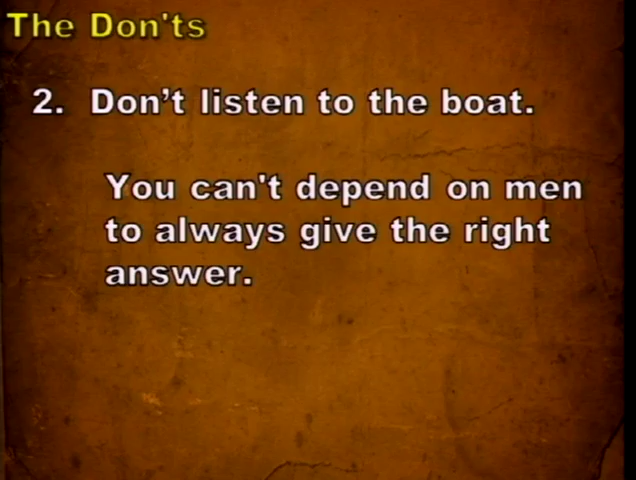 The Don'ts
2. Don't listen to the boat.
You can't depend on men
to always give the right
answer.